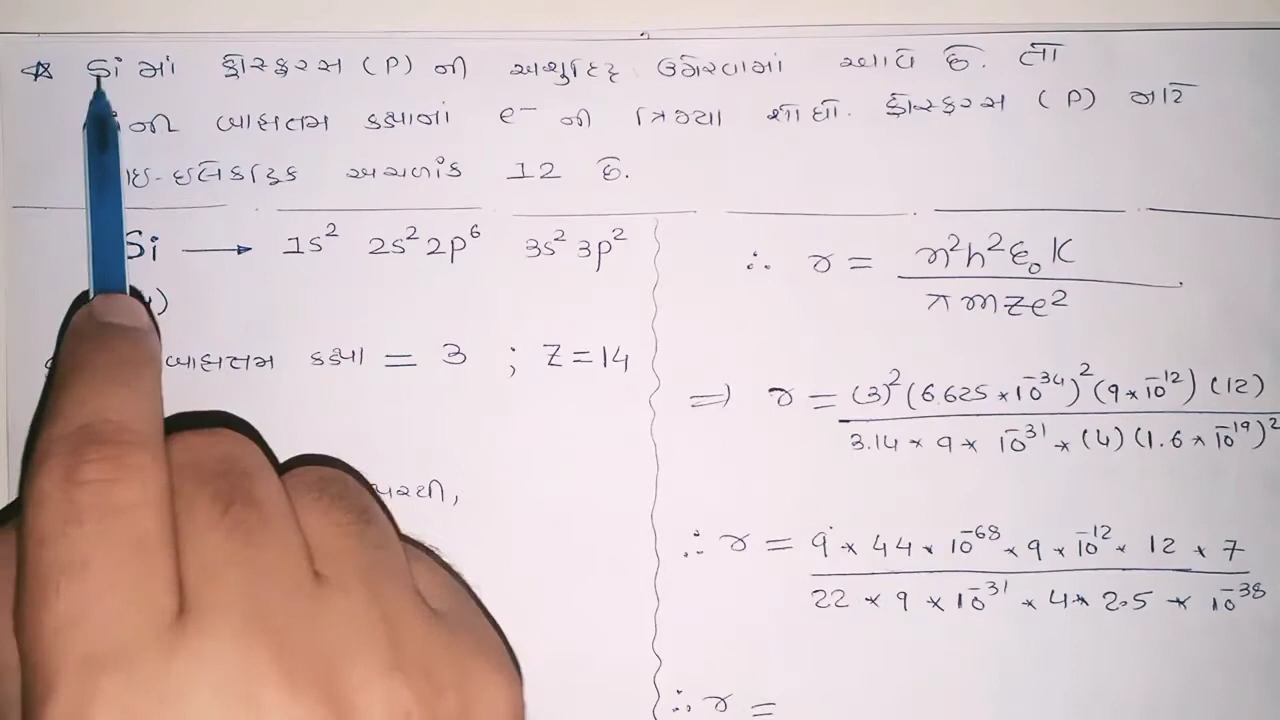 * Si માં ફોસ્ફરસ (P) ની અશુદ્ધિ ઉમેરવામાં આવે છે. તો
ની બાહ્યતમ કક્ષાનાં e⁻ ની ત્રિજ્યા શોધો. ફોસ્ફરસ (P) માટે
ડાઇ-ઇલેક્ટ્રિક અચળાંક 12 છે.
Si ⟶ 1s² 2s² 2p⁶ 3s² 3p²
બાહ્યતમ કક્ષા = 3 ; Z = 14
પરથી,
∴ r = n²h²ε₀K / πmze²
=> r = (3)² (6.625 * 10⁻³⁴)² (9 * 10⁻¹²) (12) / 3.14 * 9 * 10⁻³¹ * (4) (1.6 * 10⁻¹⁹)²
∴ r = 9 * 44 * 10⁻⁶⁸ * 9 * 10⁻¹² * 12 * 7 / 22 * 9 * 10⁻³¹ * 4 * 2.5 * 10⁻³⁸
∴ r =